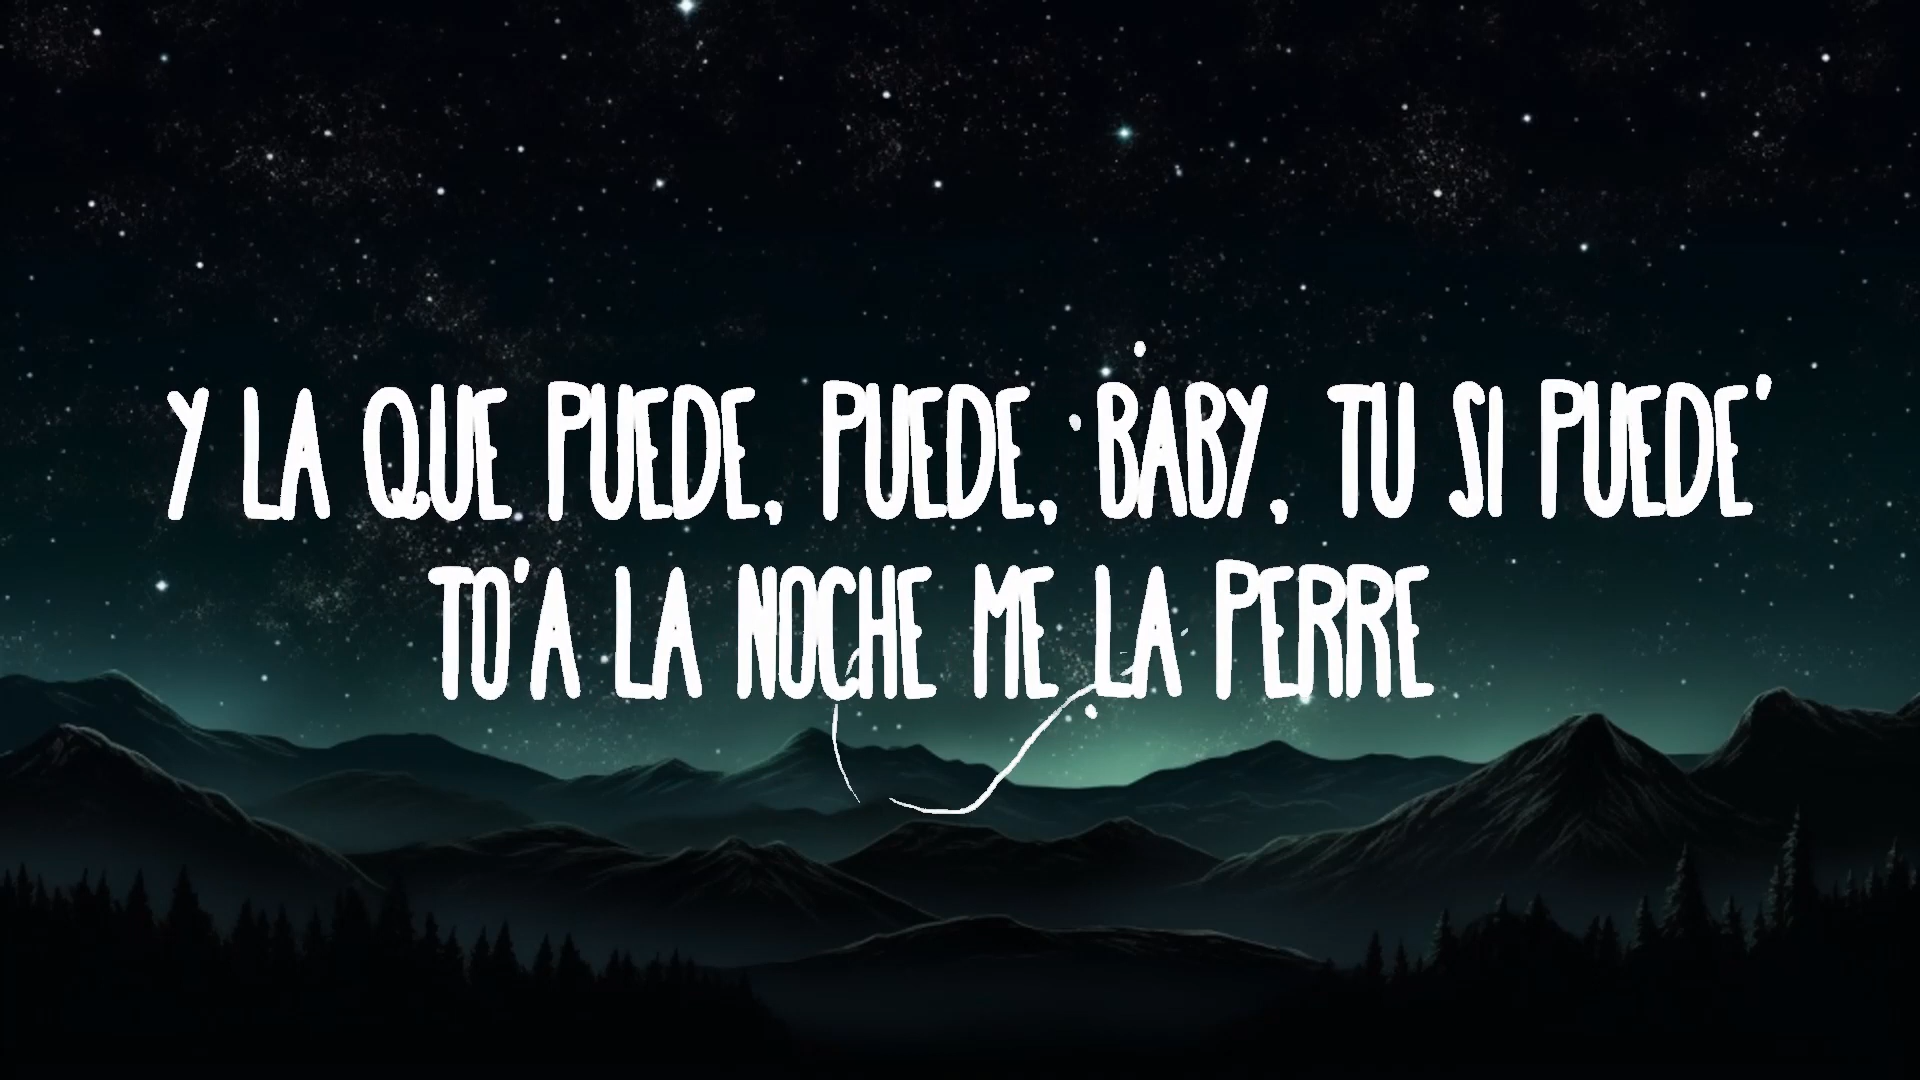 Y LA QUE PUEDE, PUEDE, BABY, TU SI PUEDE'
TO'A LA NOCHE ME LA PERRE